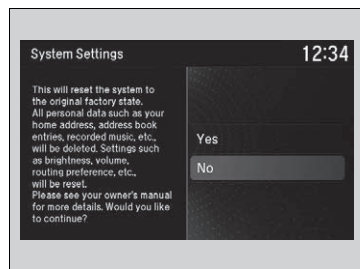 System Settings
12:34
This will reset the system to
the original factory state.
All personal data such as your
home address, address book
entries, recorded music, etc.,
will be deleted. Settings such
as brightness, volume,
routing preference, etc.,
will be reset.
Please see your owner's manual
for more details. Would you like
to continue?
Yes
No